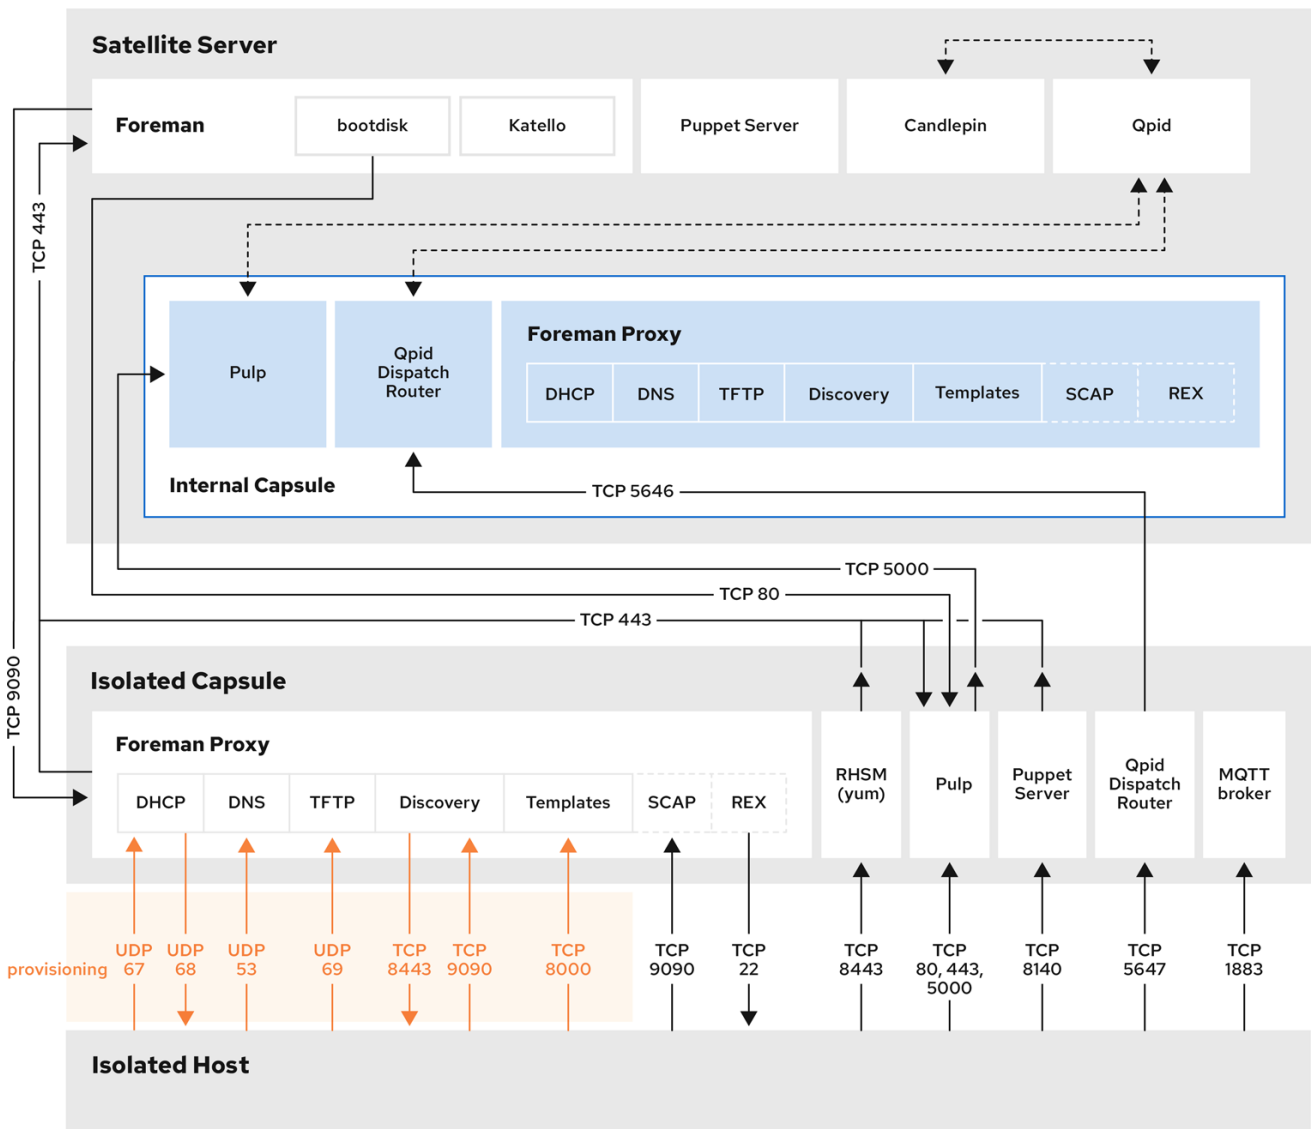 Satellite Server
Foreman
bootdisk
Katello
Puppet Server
Candlepin
Qpid
TCP 443
Pulp
Qpid
Dispatch
Router
Foreman Proxy
DHCP
DNS
TFTP
Discovery
Templates
SCAP
REX
Internal Capsule
TCP 5646
TCP 5000
TCP 80
TCP 443
TCP 9090
Isolated Capsule
Foreman Proxy
DHCP
DNS
TFTP
Discovery
Templates
SCAP
REX
RHSM
(yum)
Pulp
Puppet
Server
Qpid
Dispatch
Router
MQTT
broker
provisioning
UDP
67
UDP
68
UDP
53
UDP
69
TCP
8443
TCP
9090
TCP
8000
TCP
9090
TCP
22
TCP
8443
TCP
80, 443,
5000
TCP
8140
TCP
5647
TCP
1883
Isolated Host